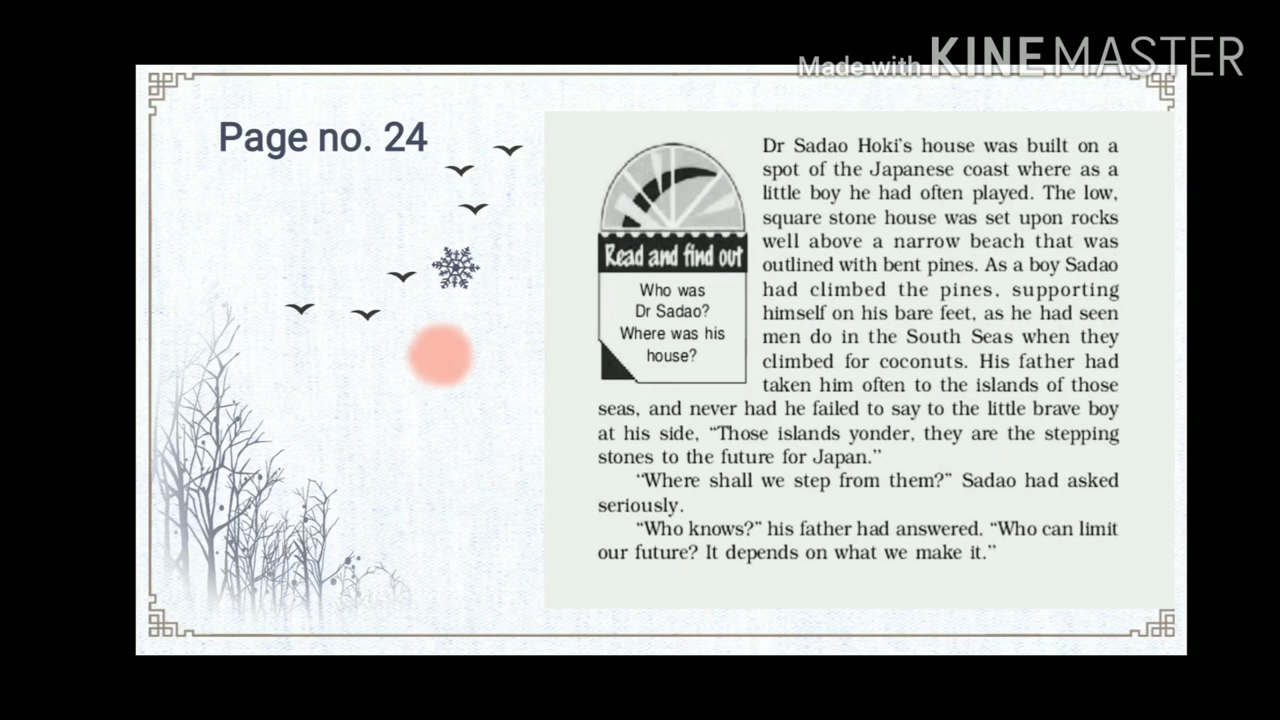 Made with KINEMASTER
Page no. 24
Read and find out
Who was
Dr Sadao?
Where was his
house?
Dr Sadao Hoki's house was built on a
spot of the Japanese coast where as a
little boy he had often played. The low,
square stone house was set upon rocks
well above a narrow beach that was
outlined with bent pines. As a boy Sadao
had climbed the pines, supporting
himself on his bare feet, as he had seen
men do in the South Seas when they
climbed for coconuts. His father had
taken him often to the islands of those
seas, and never had he failed to say to the little brave boy
at his side, “Those islands yonder, they are the stepping
stones to the future for Japan.”
“Where shall we step from them?” Sadao had asked
seriously.
“Who knows?” his father had answered. “Who can limit
our future? It depends on what we make it.”